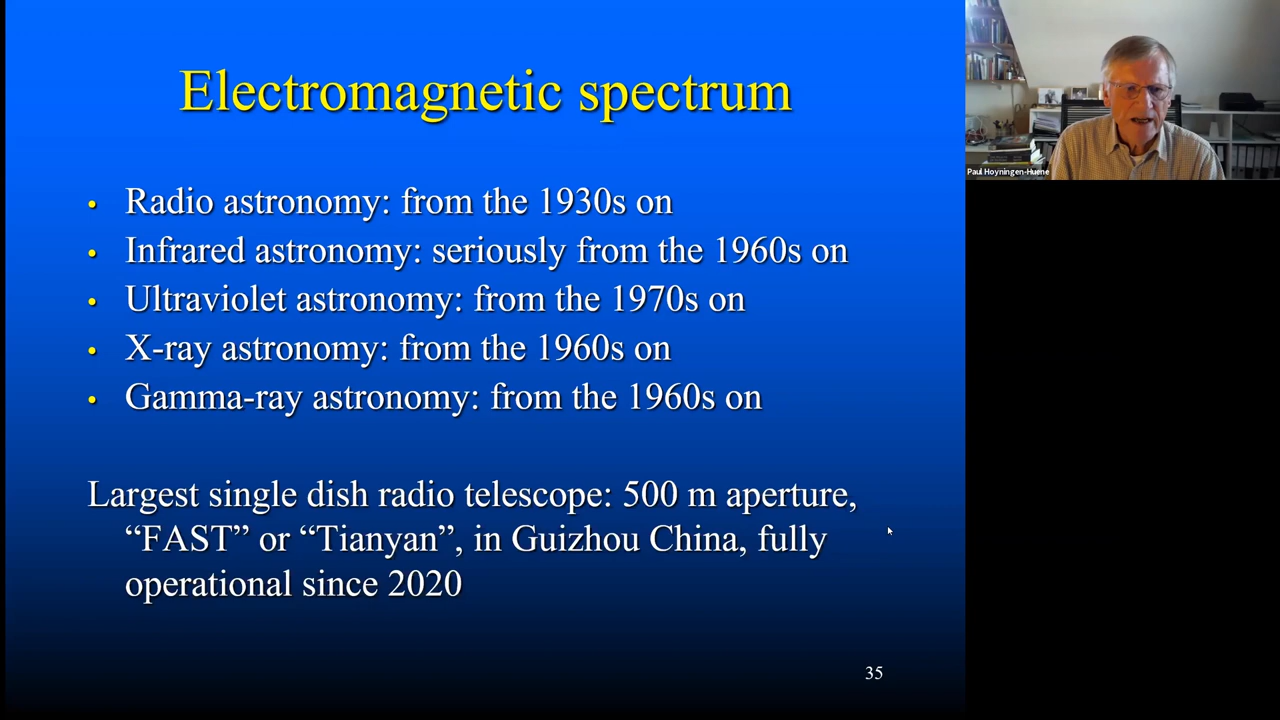 Electromagnetic spectrum
• Radio astronomy: from the 1930s on
• Infrared astronomy: seriously from the 1960s on
• Ultraviolet astronomy: from the 1970s on
• X-ray astronomy: from the 1960s on
• Gamma-ray astronomy: from the 1960s on
Largest single dish radio telescope: 500 m aperture,
“FAST” or “Tianyan”, in Guizhou China, fully
operational since 2020
35
Paul Hoyningen-Huene